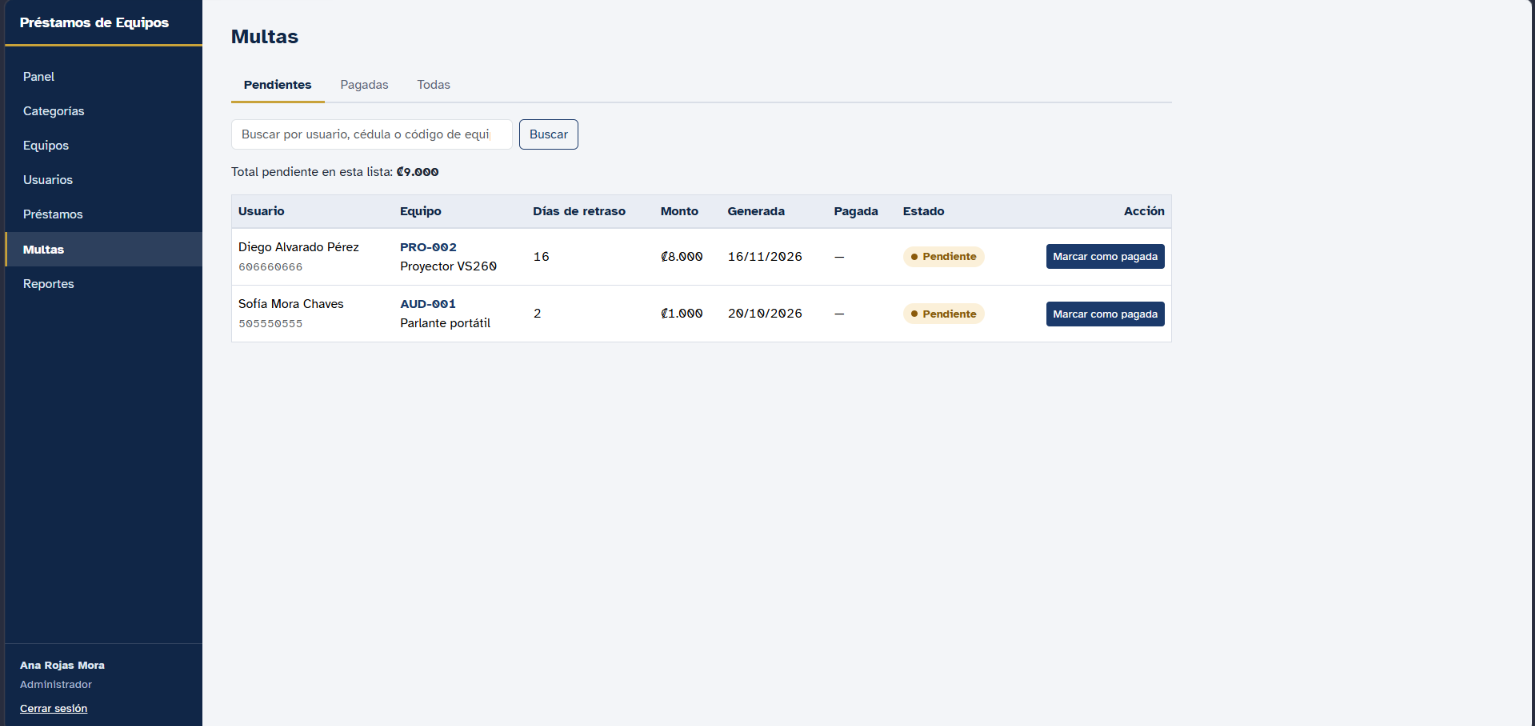 Préstamos de Equipos
Panel
Categorías
Equipos
Usuarios
Préstamos
Multas
Reportes
Ana Rojas Mora
Administrador
Cerrar sesión
Multas
Pendientes Pagadas Todas
Buscar por usuario, cédula o código de equi Buscar
Total pendiente en esta lista: ₡9.000
Usuario Equipo Días de retraso Monto Generada Pagada Estado Acción
Diego Alvarado Pérez PRO-002
606660666 Proyector VS260 16 ₡8.000 16/11/2026 — Pendiente Marcar como pagada
Sofía Mora Chaves AUD-001
505550555 Parlante portátil 2 ₡1.000 20/10/2026 — Pendiente Marcar como pagada